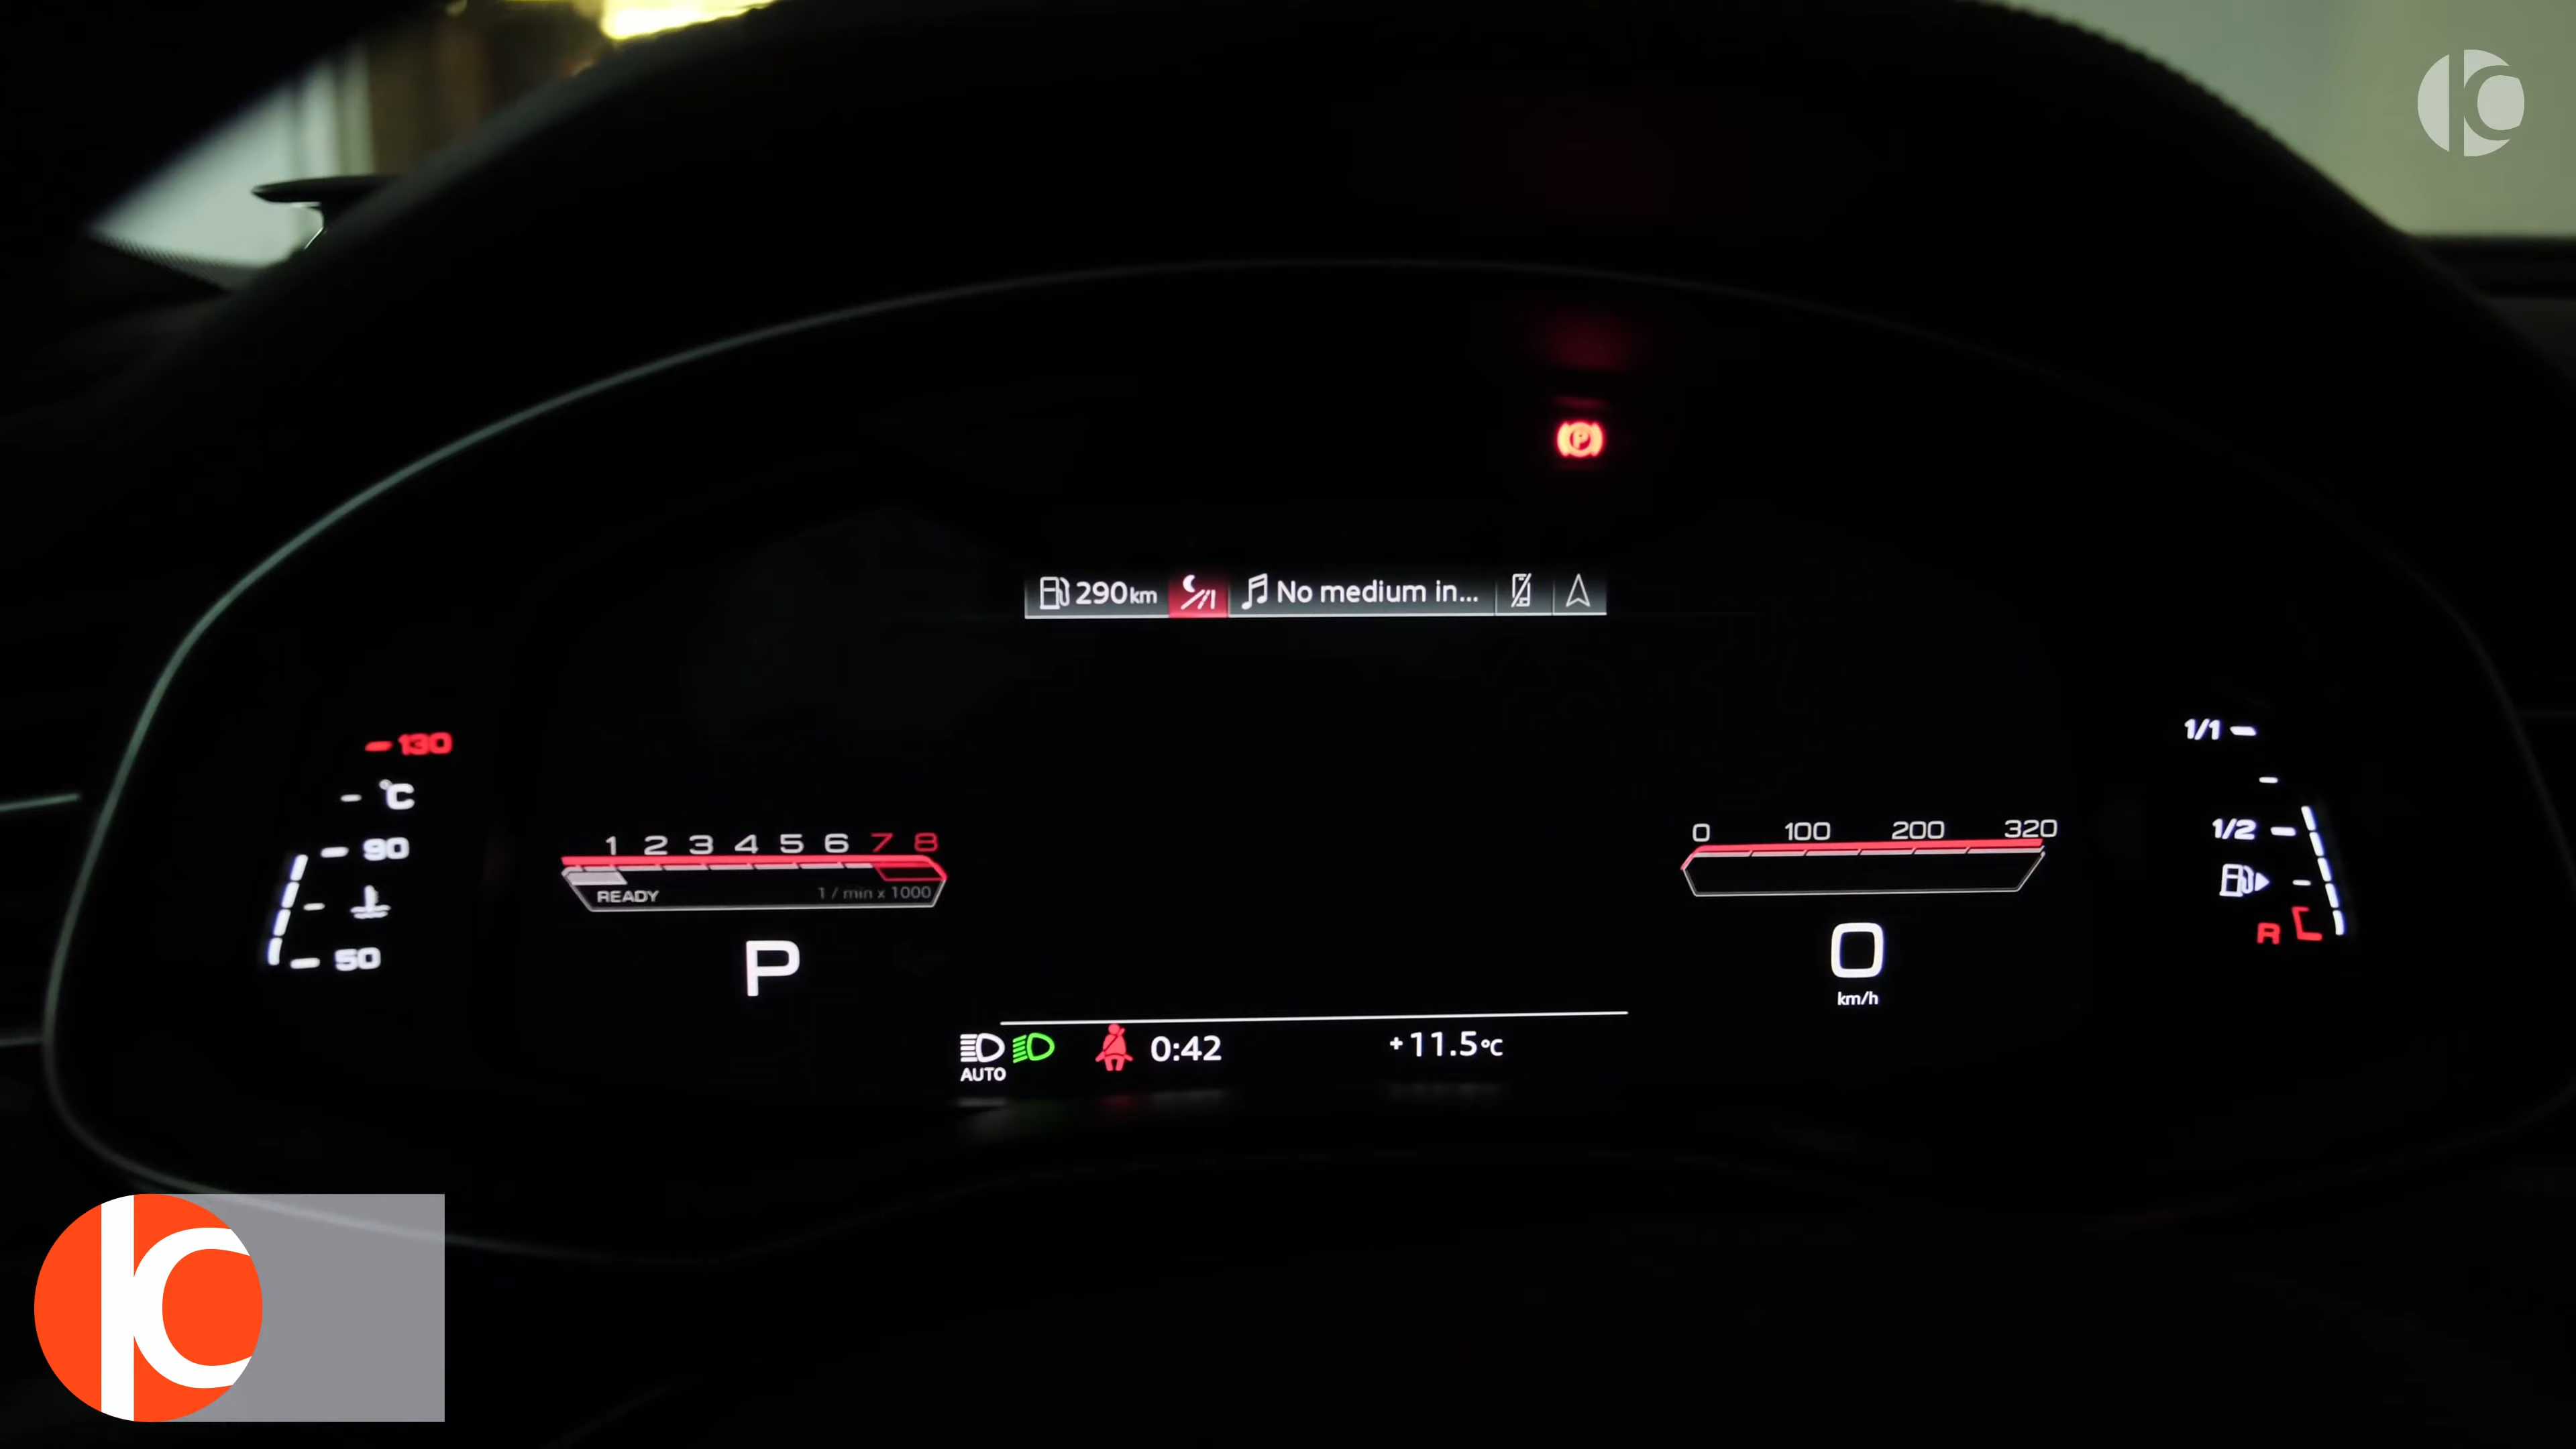 P
290km
No medium in...
130
°C
90
50
1 2 3 4 5 6 7 8
READY
1 / min x 1000
P
0 100 200 320
0
km/h
1/1
1/2
R
AUTO
0:42
+11.5°C